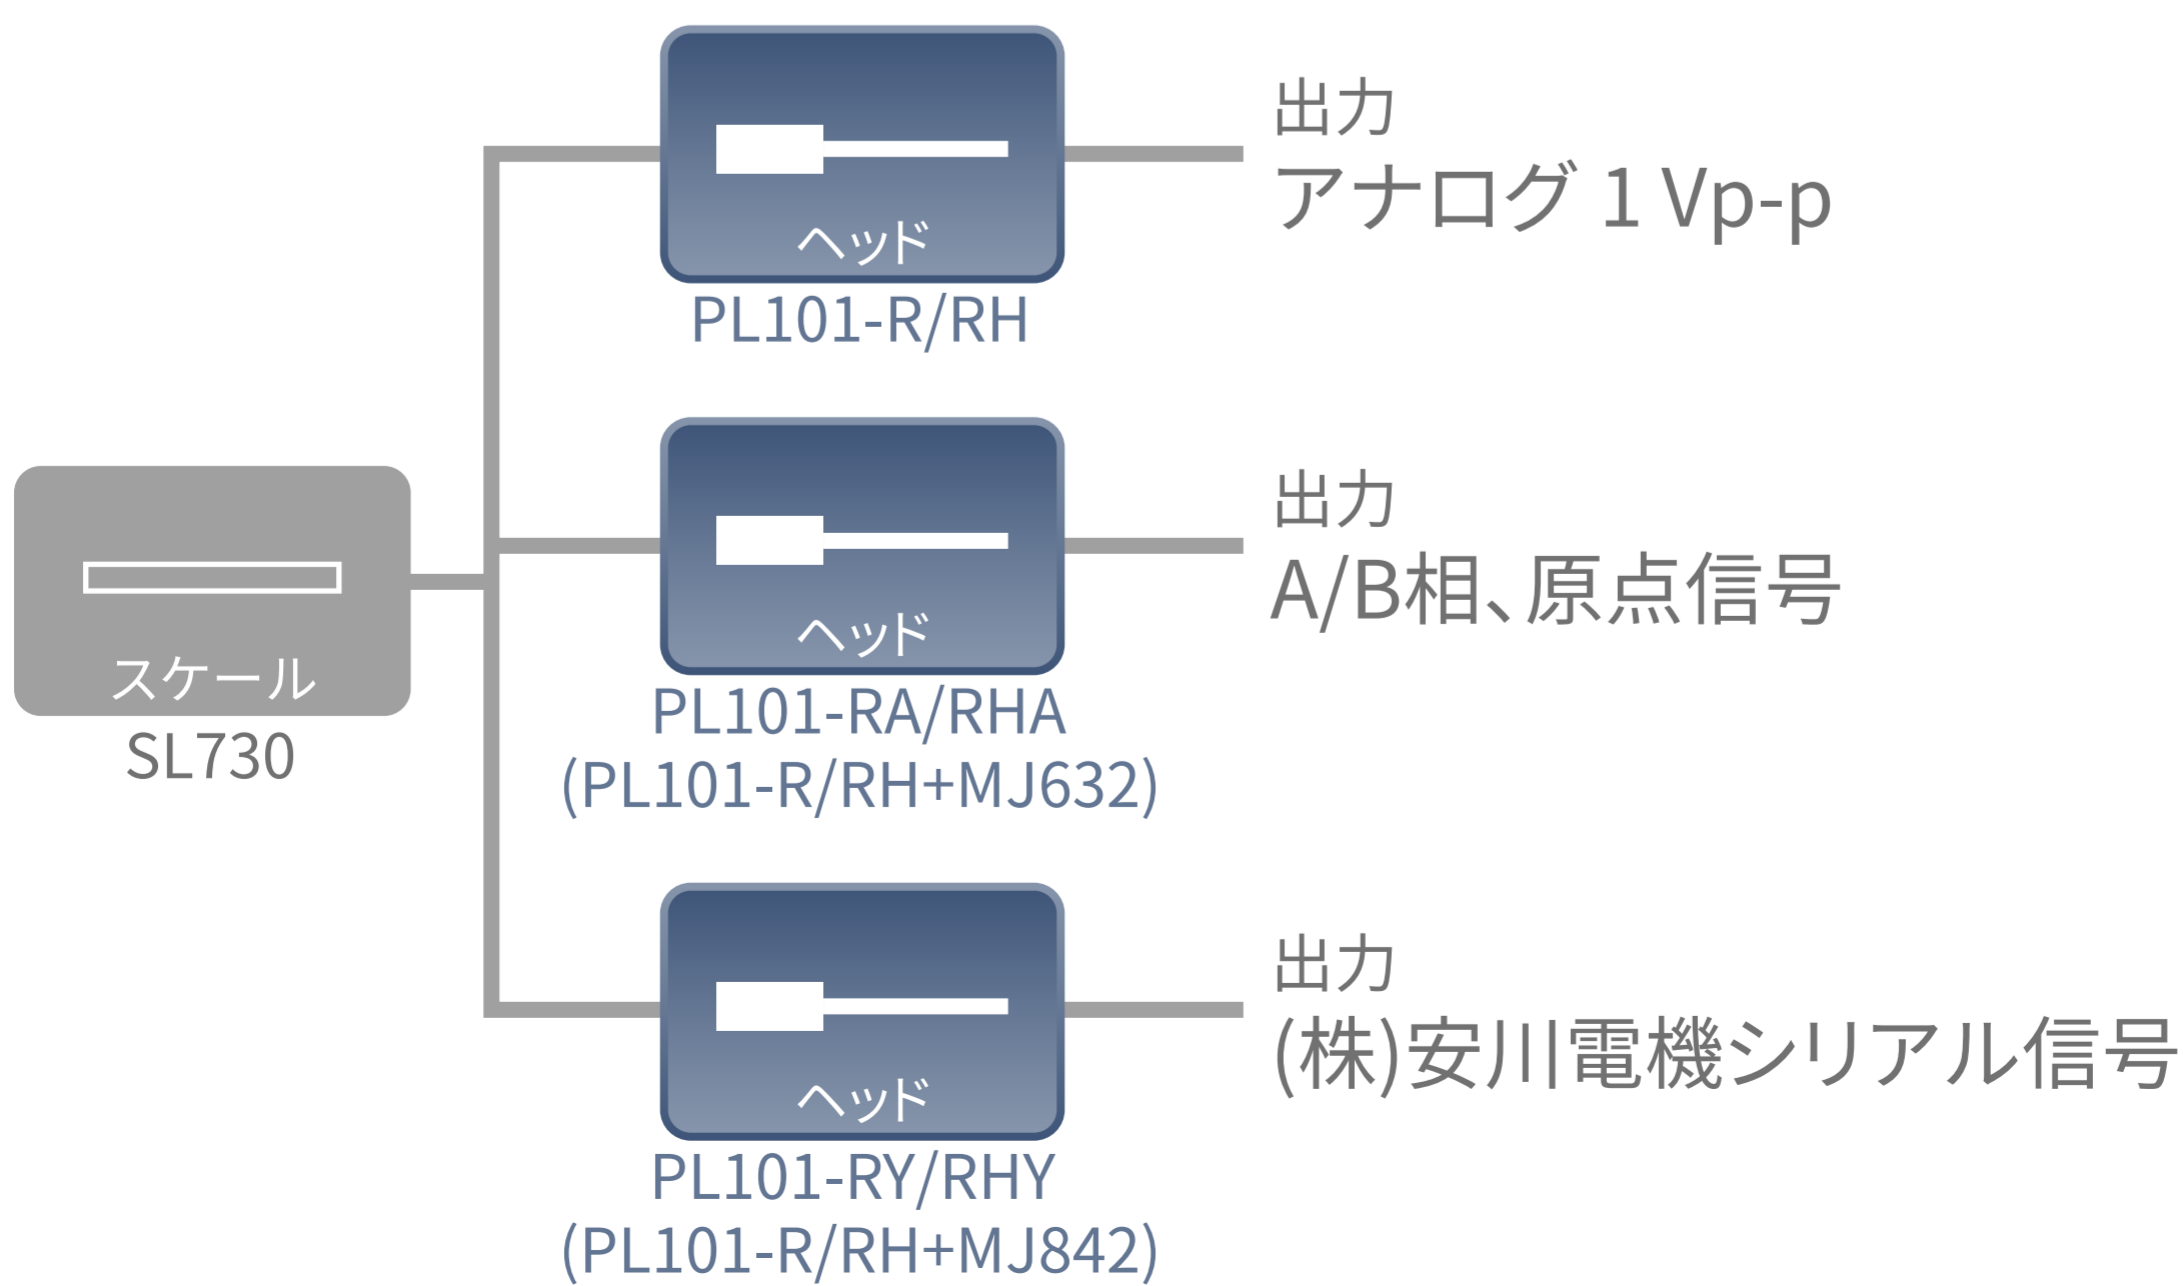 ヘッド
PL101-R/RH
出力
アナログ 1 Vp-p
スケール
SL730
ヘッド
PL101-RA/RHA
(PL101-R/RH+MJ632)
出力
A/B相、原点信号
ヘッド
PL101-RY/RHY
(PL101-R/RH+MJ842)
出力
(株)安川電機シリアル信号